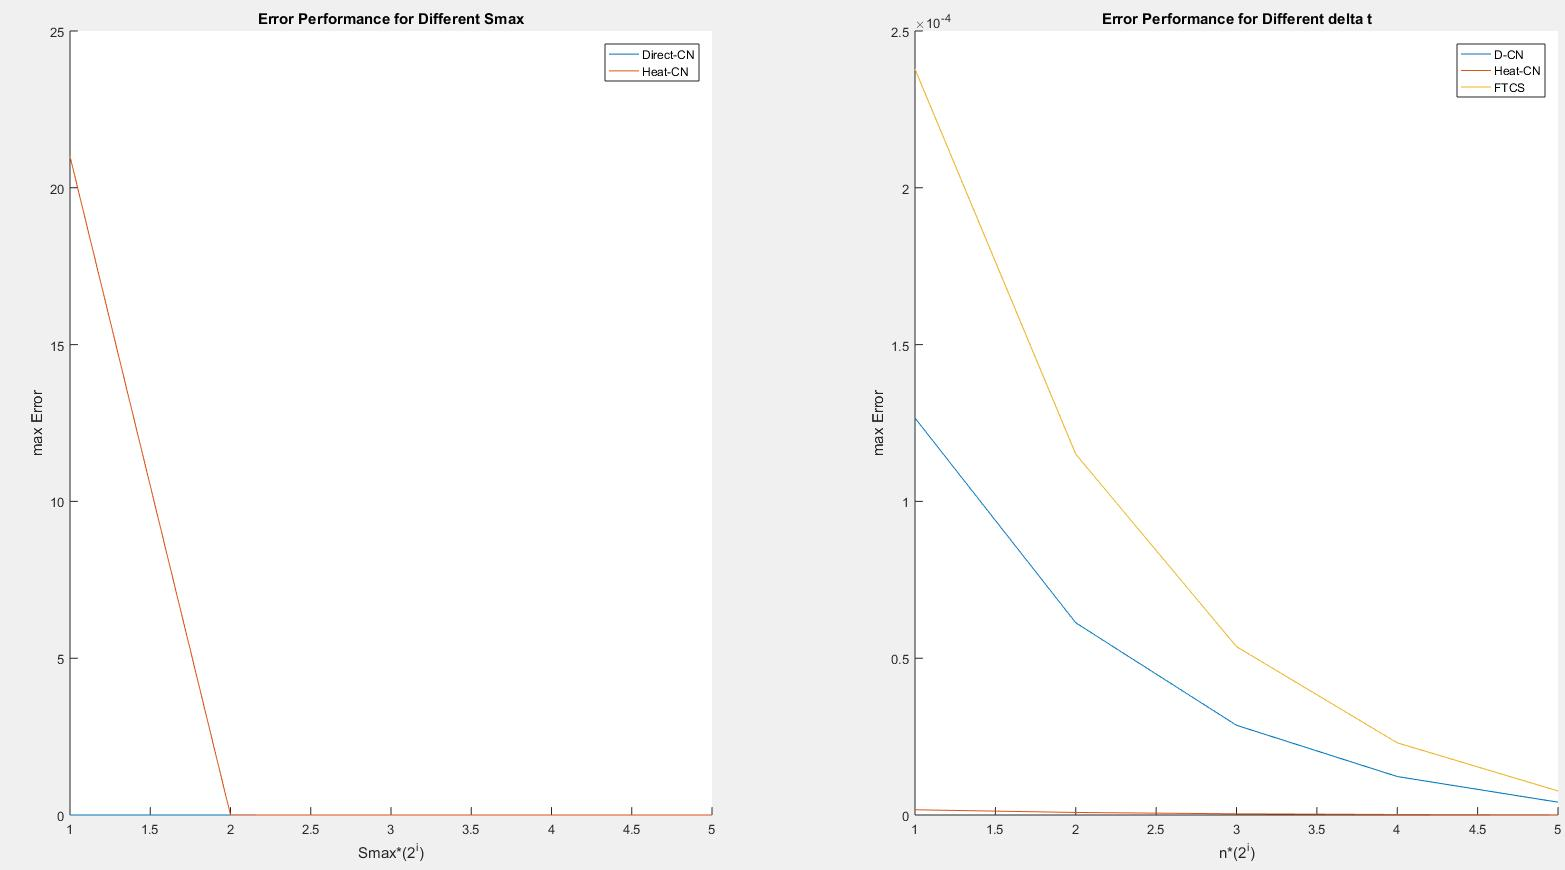 Error Performance for Different Smax
25
20
15
10
5
0
max Error
Direct-CN
Heat-CN
1 1.5 2 2.5 3 3.5 4 4.5 5
Smax*(2^i)
Error Performance for Different delta t
×10^-4
2.5
2
1.5
1
0.5
0
max Error
D-CN
Heat-CN
FTCS
1 1.5 2 2.5 3 3.5 4 4.5 5
n*(2^i)